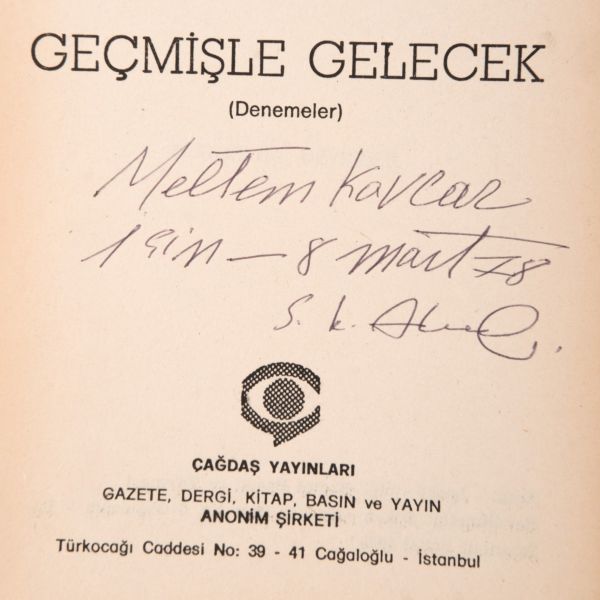 GEÇMİŞLE GELECEK
(Denemeler)
Meltem Kavcar
için — 8 Mart 78
S. K. Aksal
ÇAĞDAŞ YAYINLARI
GAZETE, DERGİ, KİTAP, BASIN ve YAYIN
ANONİM ŞİRKETİ
Türkocağı Caddesi No: 39 - 41 Cağaloğlu - İstanbul